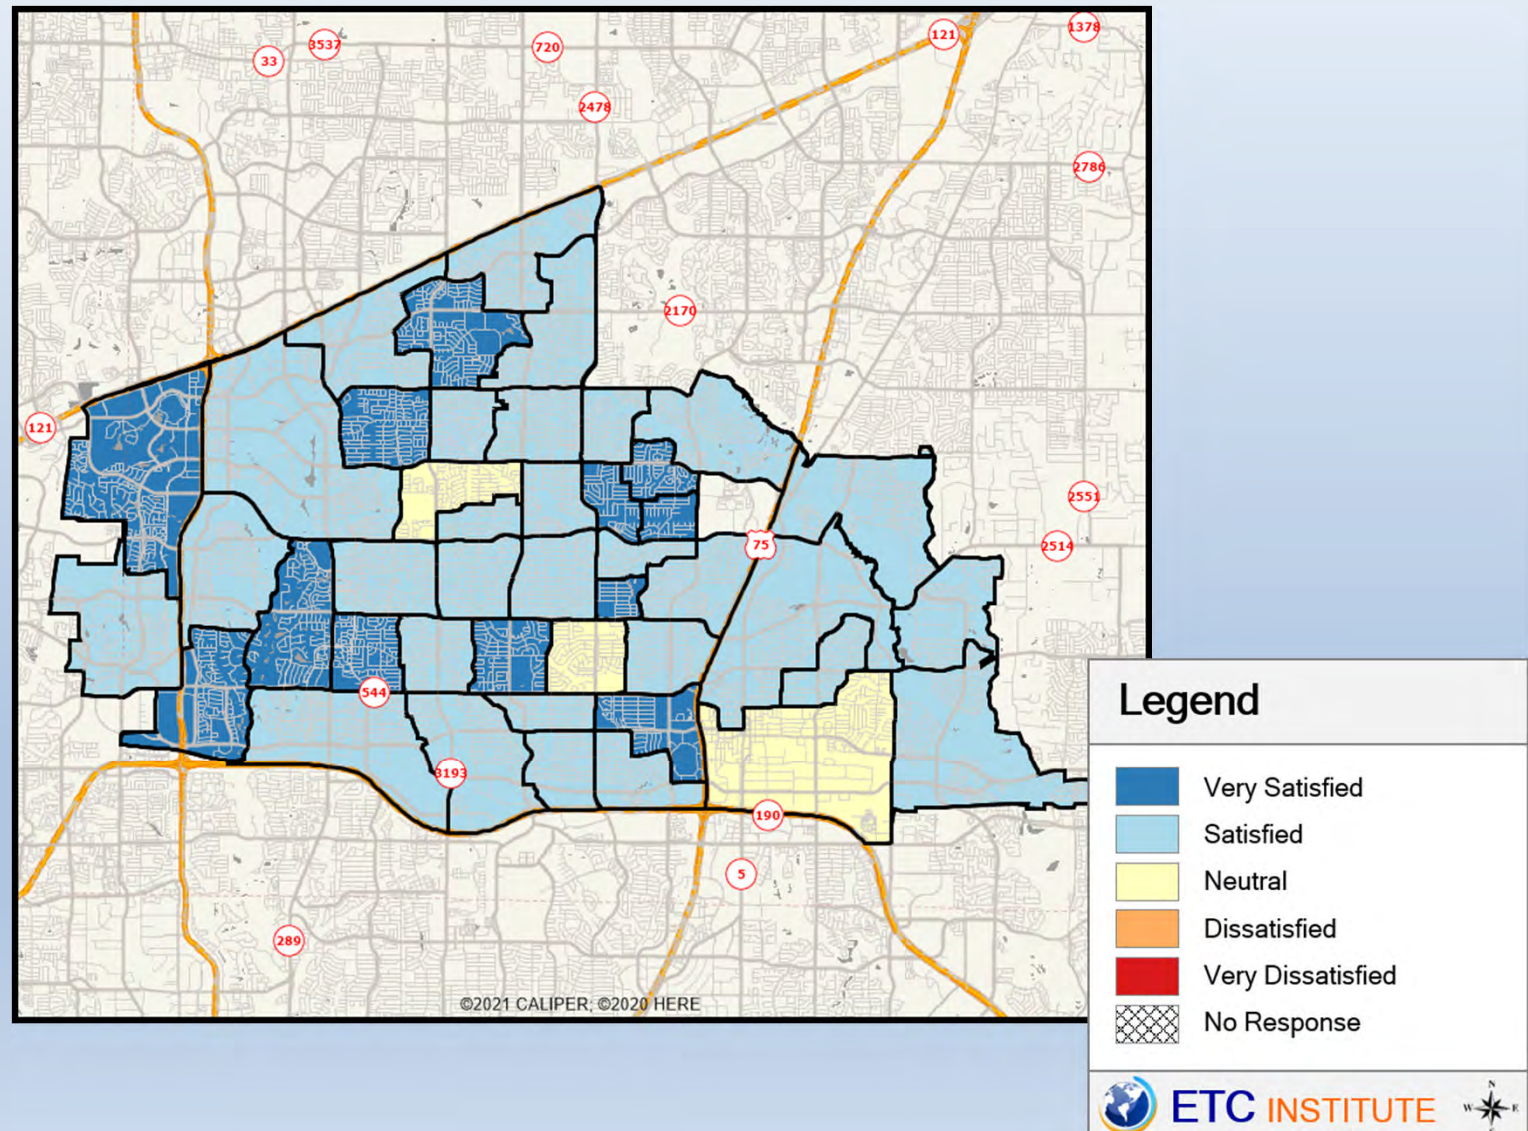 1378
121
3537
720
33
2478
2786
2170
121
2551
75
2514
544
3193
190
5
289
©2021 CALIPER; ©2020 HERE
Legend
Very Satisfied
Satisfied
Neutral
Dissatisfied
Very Dissatisfied
No Response
ETC INSTITUTE
N
W E
S